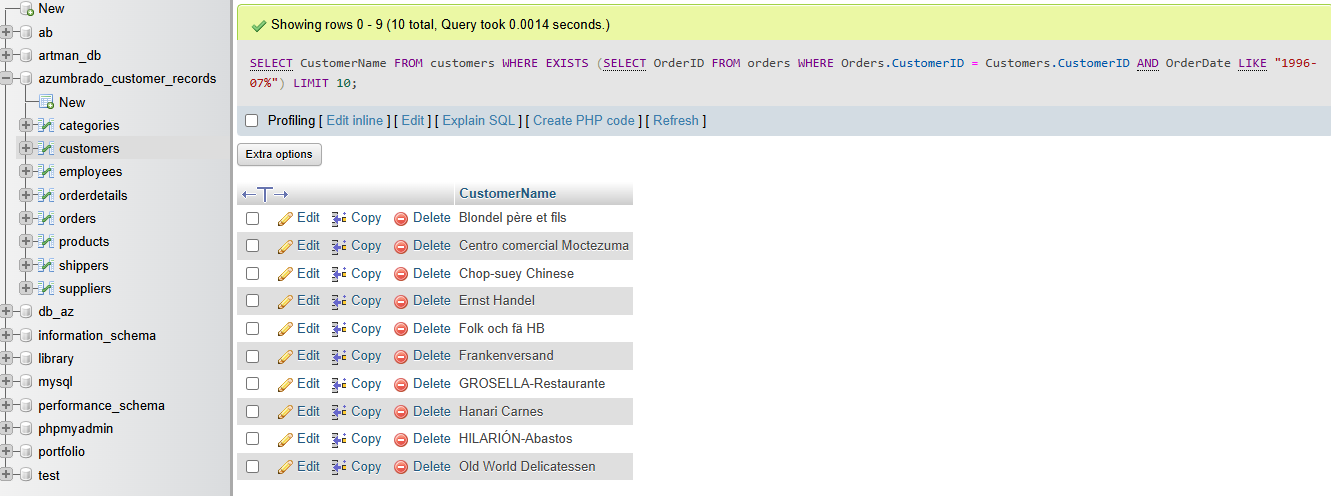 New
ab
artman_db
azumbrado_customer_records
New
categories
customers
employees
orderdetails
orders
products
shippers
suppliers
db_az
information_schema
library
mysql
performance_schema
phpmyadmin
portfolio
test
Showing rows 0 - 9 (10 total, Query took 0.0014 seconds.)
SELECT CustomerName FROM customers WHERE EXISTS (SELECT OrderID FROM orders WHERE Orders.CustomerID = Customers.CustomerID AND OrderDate LIKE "1996-
07%") LIMIT 10;
Profiling [ Edit inline ] [ Edit ] [ Explain SQL ] [ Create PHP code ] [ Refresh ]
Extra options
←T→ CustomerName
Edit Copy Delete Blondel père et fils
Edit Copy Delete Centro comercial Moctezuma
Edit Copy Delete Chop-suey Chinese
Edit Copy Delete Ernst Handel
Edit Copy Delete Folk och fä HB
Edit Copy Delete Frankenversand
Edit Copy Delete GROSELLA-Restaurante
Edit Copy Delete Hanari Carnes
Edit Copy Delete HILARIÓN-Abastos
Edit Copy Delete Old World Delicatessen